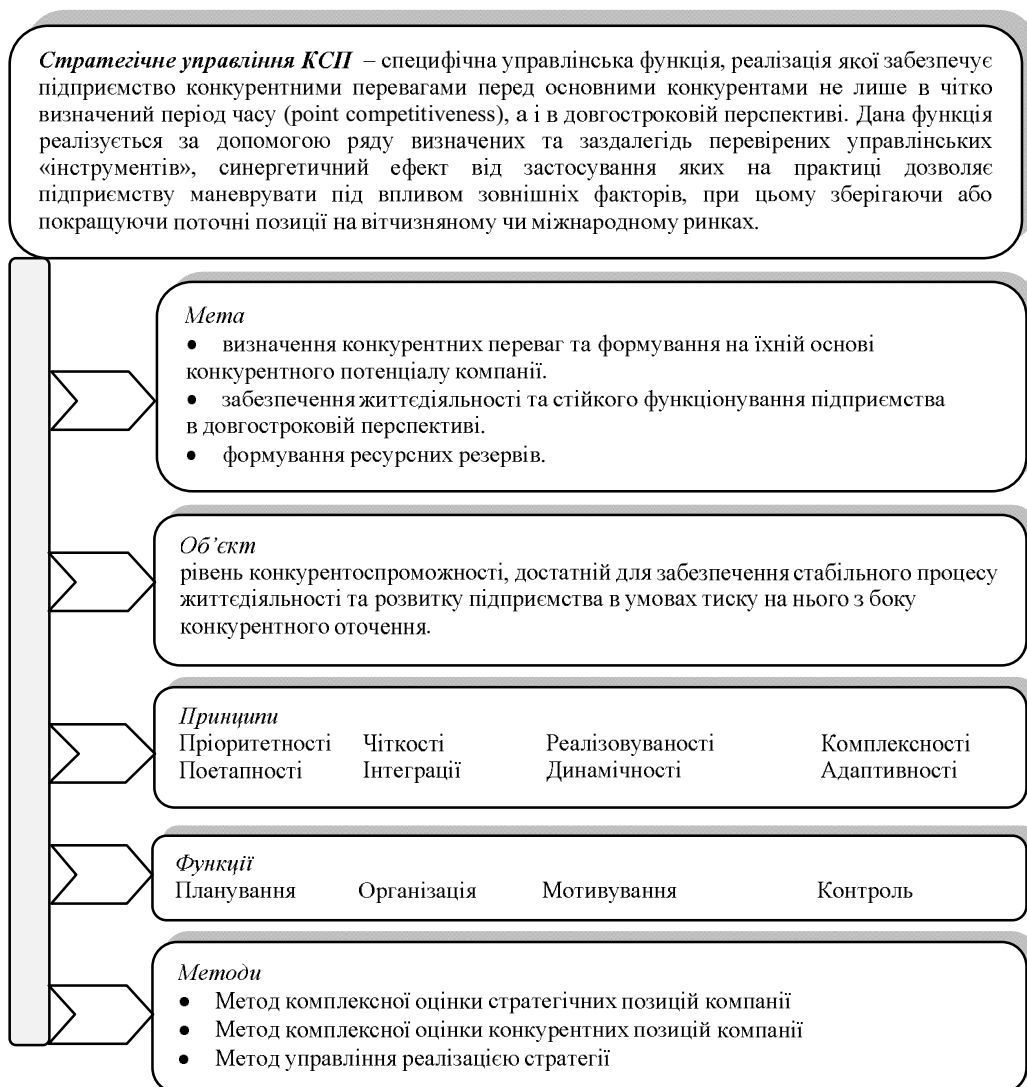 Стратегічне управління КСП – специфічна управлінська функція, реалізація якої забезпечує
підприємство конкурентними перевагами перед основними конкурентами не лише в чітко
визначений період часу (point competitiveness), а і в довгостроковій перспективі. Дана функція
реалізується за допомогою ряду визначених та заздалегідь перевірених управлінських
«інструментів», синергетичний ефект від застосування яких на практиці дозволяє
підприємству маневрувати під впливом зовнішніх факторів, при цьому зберігаючи або
покращуючи поточні позиції на вітчизняному чи міжнародному ринках.
Мета
• визначення конкурентних переваг та формування на їхній основі
конкурентного потенціалу компанії.
• забезпечення життєдіяльності та стійкого функціонування підприємства
в довгостроковій перспективі.
• формування ресурсних резервів.
Об’єкт
рівень конкурентоспроможності, достатній для забезпечення стабільного процесу
життєдіяльності та розвитку підприємства в умовах тиску на нього з боку
конкурентного оточення.
Принципи
Пріоритетності Чіткості Реалізовуваності Комплексності
Поетапності Інтеграції Динамічності Адаптивності
Функції
Планування Організація Мотивування Контроль
Методи
• Метод комплексної оцінки стратегічних позицій компанії
• Метод комплексної оцінки конкурентних позицій компанії
• Метод управління реалізацією стратегії